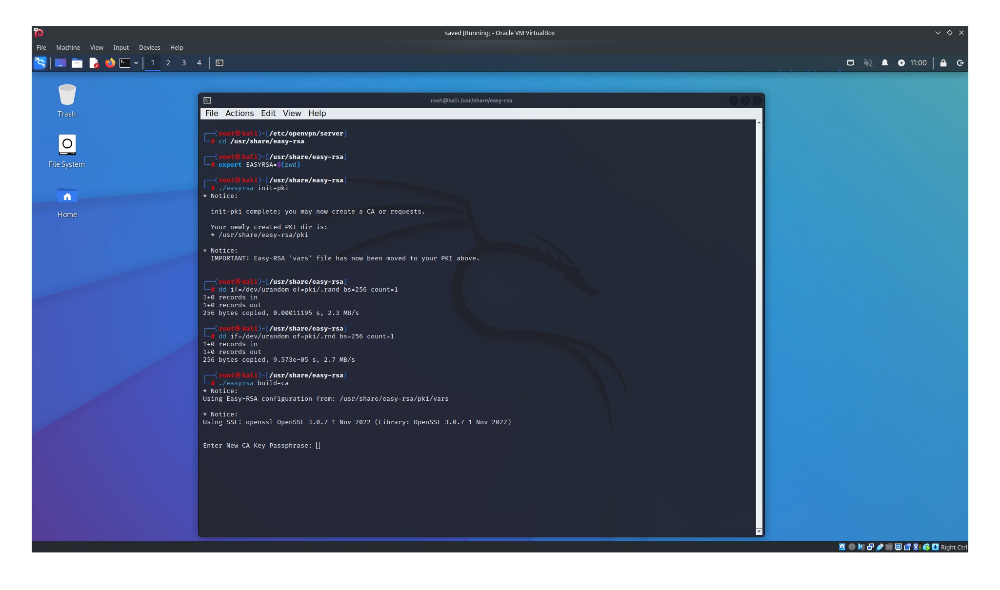 saved [Running] - Oracle VM VirtualBox
File Machine View Input Devices Help
1 2 3 4
11:00
Trash
File System
Home
root@kali: /usr/share/easy-rsa
File Actions Edit View Help
┌──(root㉿kali)-[/etc/openvpn/server]
└─# cd /usr/share/easy-rsa
┌──(root㉿kali)-[/usr/share/easy-rsa]
└─# export EASYRSA=$(pwd)
┌──(root㉿kali)-[/usr/share/easy-rsa]
└─# ./easyrsa init-pki
* Notice:
init-pki complete; you may now create a CA or requests.
Your newly created PKI dir is:
* /usr/share/easy-rsa/pki
* Notice:
IMPORTANT: Easy-RSA 'vars' file has now been moved to your PKI above.
┌──(root㉿kali)-[/usr/share/easy-rsa]
└─# dd if=/dev/urandom of=pki/.rand bs=256 count=1
1+0 records in
1+0 records out
256 bytes copied, 0.00011195 s, 2.3 MB/s
┌──(root㉿kali)-[/usr/share/easy-rsa]
└─# dd if=/dev/urandom of=pki/.rnd bs=256 count=1
1+0 records in
1+0 records out
256 bytes copied, 9.573e-05 s, 2.7 MB/s
┌──(root㉿kali)-[/usr/share/easy-rsa]
└─# ./easyrsa build-ca
* Notice:
Using Easy-RSA configuration from: /usr/share/easy-rsa/pki/vars
* Notice:
Using SSL: openssl OpenSSL 3.0.7 1 Nov 2022 (Library: OpenSSL 3.0.7 1 Nov 2022)
Enter New CA Key Passphrase:
Right Ctrl